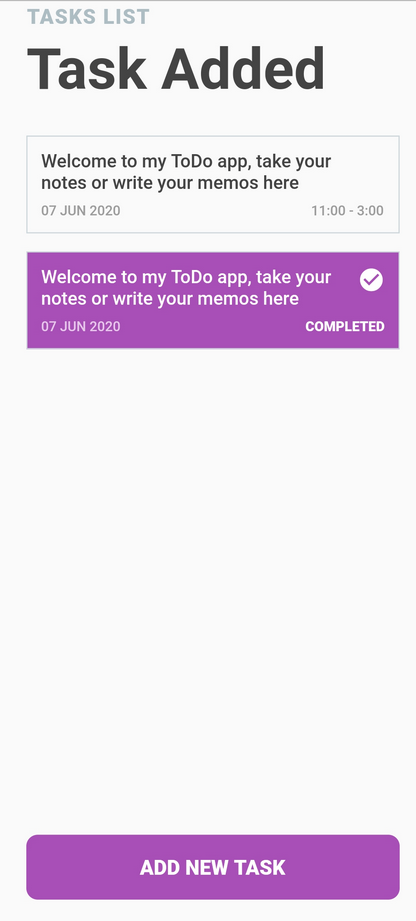 TASKS LIST
Task Added
Welcome to my ToDo app, take your
notes or write your memos here
07 JUN 2020 11:00 - 3:00
Welcome to my ToDo app, take your
notes or write your memos here
07 JUN 2020 COMPLETED
ADD NEW TASK